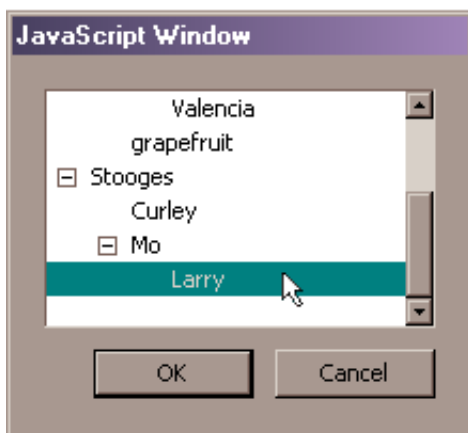 JavaScript Window
Valencia
grapefruit
Stooges
Curley
Mo
Larry
OK
Cancel